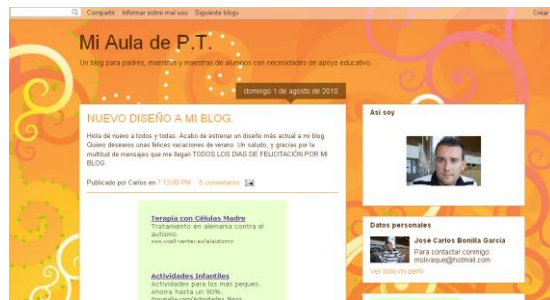 Compartir Informar sobre mal uso Siguiente blog» Crear
Mi Aula de P.T.
Un blog para padres, maestros y maestras de alumnos con necesidades de apoyo educativo.
domingo 1 de agosto de 2010
NUEVO DISEÑO A MI BLOG.
Hola de nuevo a todos y todas. Acabo de estrenar un diseño más actual a mi blog.
Quiero desearos unas felices vacaciones de verano. Un saludo, y gracias por la
multitud de mensajes que me llegan TODOS LOS DIAS DE FELICITACIÓN POR MI
BLOG.
Publicado por Carlos en 7:13:00 PM 5 comentarios
Terapia con Células Madre
Tratamiento en alemania contra el
autismo
Actividades Infantiles
Actividades para los más peques.
Ahorra hasta un 90%.
Asi soy
Datos personales
José Carlos Bonilla García
Para contactar conmigo:
molivaque@hotmail.com
Ver todo mi perfil